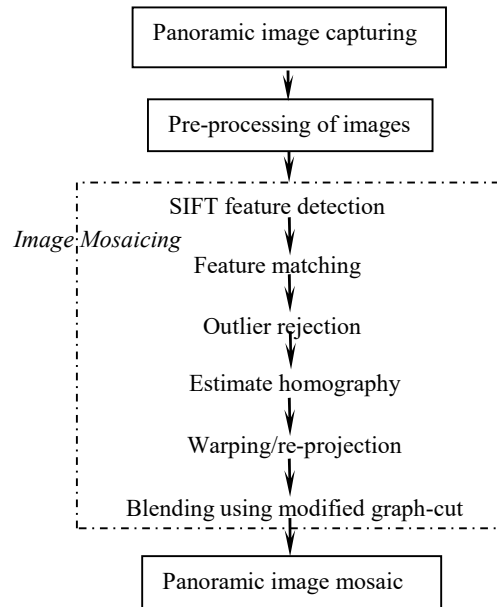 Panoramic image capturing
Pre-processing of images
SIFT feature detection
Image Mosaicing
Feature matching
Outlier rejection
Estimate homography
Warping/re-projection
Blending using modified graph-cut
Panoramic image mosaic